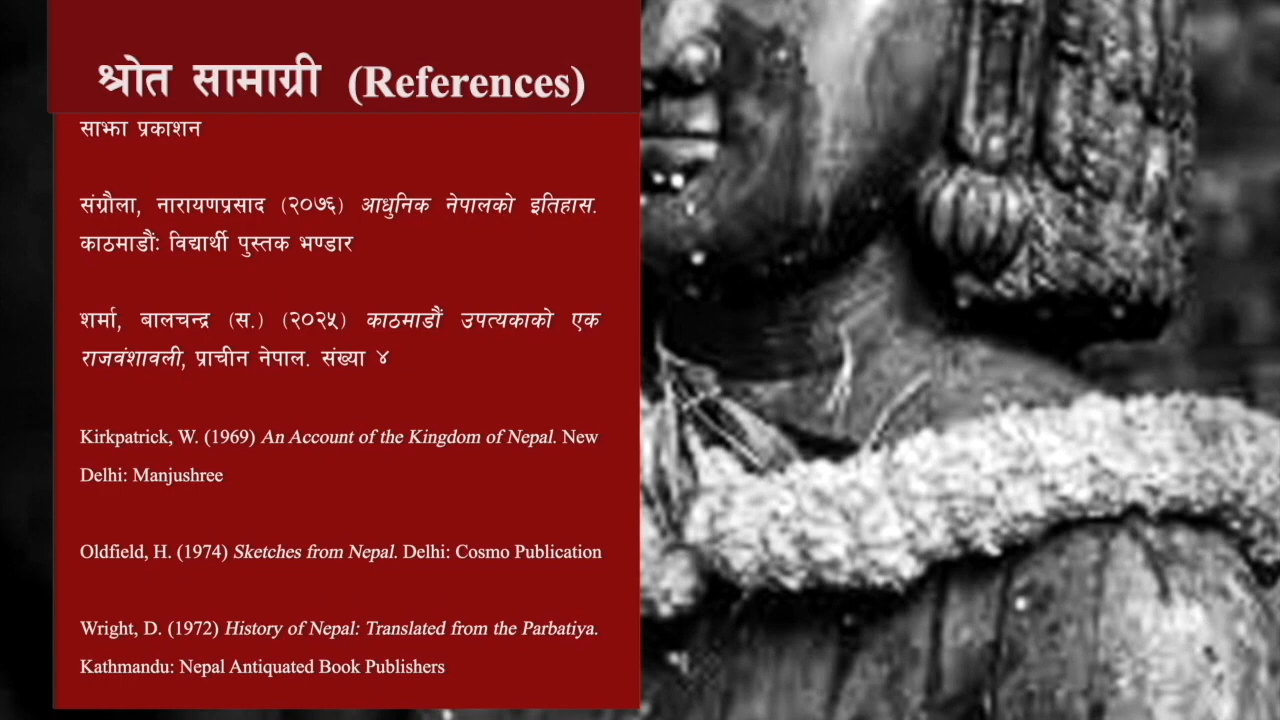 श्रोत सामाग्री (References)
साझा प्रकाशन
संग्रौला, नारायणप्रसाद (२०७६) आधुनिक नेपालको इतिहास.
काठमाडौं: विद्यार्थी पुस्तक भण्डार
शर्मा, बालचन्द्र (स.) (२०२५) काठमाडौं उपत्यकाको एक
राजवंशावली, प्राचीन नेपाल. संख्या ४
Kirkpatrick, W. (1969) An Account of the Kingdom of Nepal. New
Delhi: Manjushree
Oldfield, H. (1974) Sketches from Nepal. Delhi: Cosmo Publication
Wright, D. (1972) History of Nepal: Translated from the Parbatiya.
Kathmandu: Nepal Antiquated Book Publishers